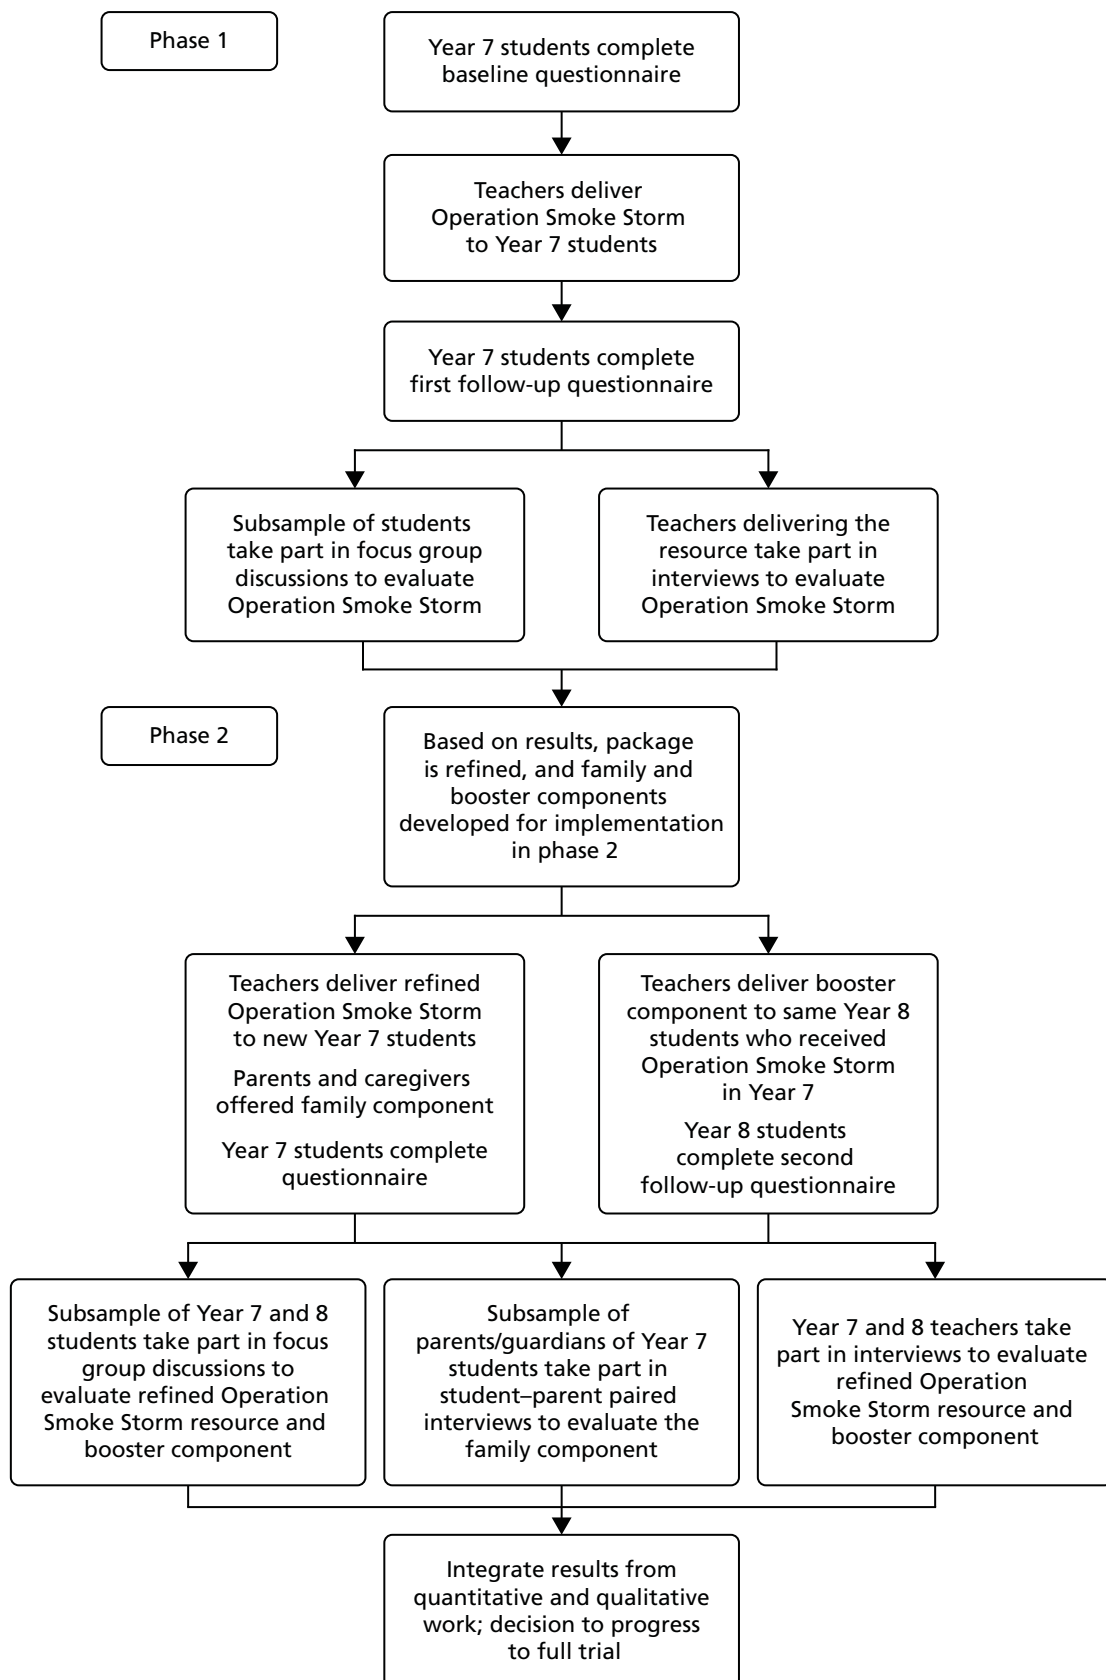 Phase 1
Year 7 students complete
baseline questionnaire
Teachers deliver
Operation Smoke Storm
to Year 7 students
Year 7 students complete
first follow-up questionnaire
Subsample of students
take part in focus group
discussions to evaluate
Operation Smoke Storm
Teachers delivering the
resource take part in
interviews to evaluate
Operation Smoke Storm
Phase 2
Based on results, package
is refined, and family and
booster components
developed for implementation
in phase 2
Teachers deliver refined
Operation Smoke Storm
to new Year 7 students
Parents and caregivers
offered family component
Year 7 students complete
questionnaire
Teachers deliver booster
component to same Year 8
students who received
Operation Smoke Storm
in Year 7
Year 8 students
complete second
follow-up questionnaire
Subsample of Year 7 and 8
students take part in focus
group discussions to
evaluate refined Operation
Smoke Storm resource and
booster component
Subsample of
parents/guardians of Year 7
students take part in
student–parent paired
interviews to evaluate the
family component
Year 7 and 8 teachers take
part in interviews to evaluate
refined Operation
Smoke Storm resource and
booster component
Integrate results from
quantitative and qualitative
work; decision to progress
to full trial